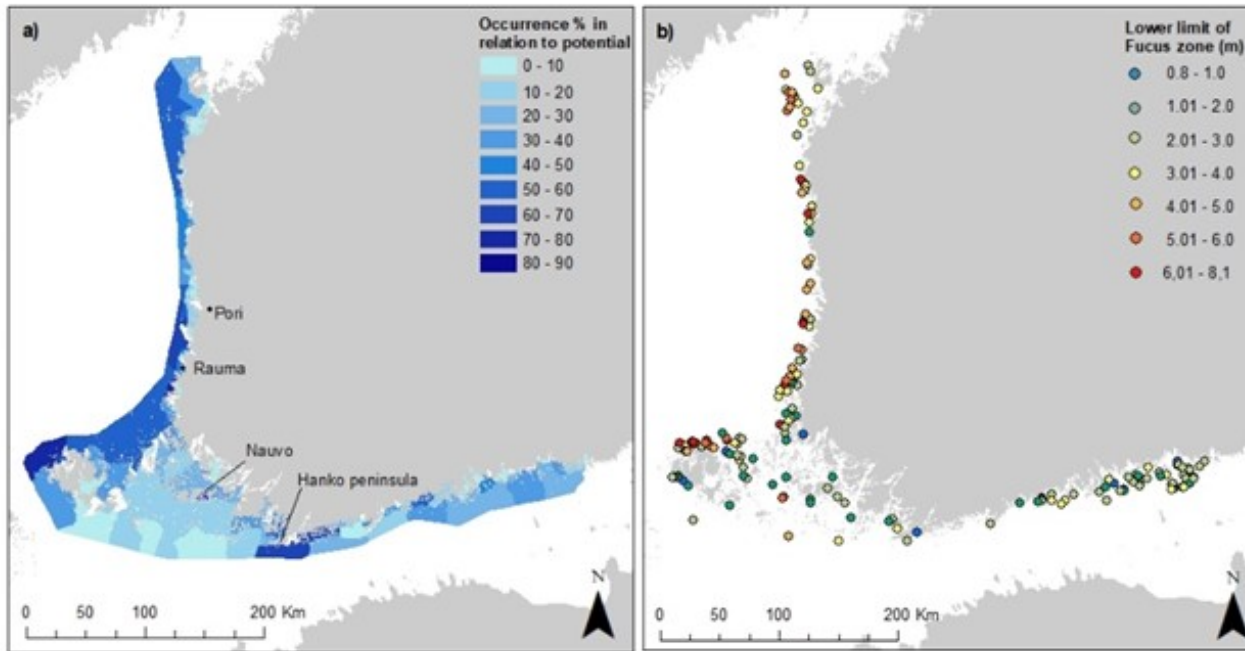 a)
Occurrence % in
relation to potential
0 - 10
10 - 20
20 - 30
30 - 40
40 - 50
50 - 60
60 - 70
70 - 80
80 - 90
Pori
Rauma
Nauvo
Hanko peninsula
0 50 100 200 Km
N
b)
Lower limit of
Fucus zone (m)
0.8 - 1.0
1.01 - 2.0
2.01 - 3.0
3.01 - 4.0
4.01 - 5.0
5.01 - 6.0
6,01 - 8,1
0 50 100 200 Km
N